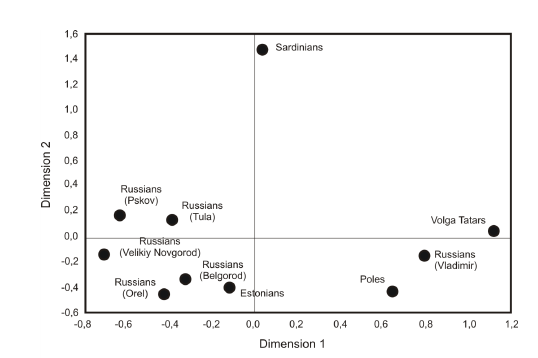 1,6
1,4
1,2
1,0
0,8
0,6
0,4
0,2
0,0
-0,2
-0,4
-0,6
Dimension 2
Sardinians
Russians
(Pskov)
Russians
(Tula)
Volga Tatars
Russians
(Velikiy Novgorod)
Russians
(Vladimir)
Russians
(Belgorod)
Russians
(Orel)
Estonians
Poles
-0,8 -0,6 -0,4 -0,2 0,0 0,2 0,4 0,6 0,8 1,0 1,2
Dimension 1